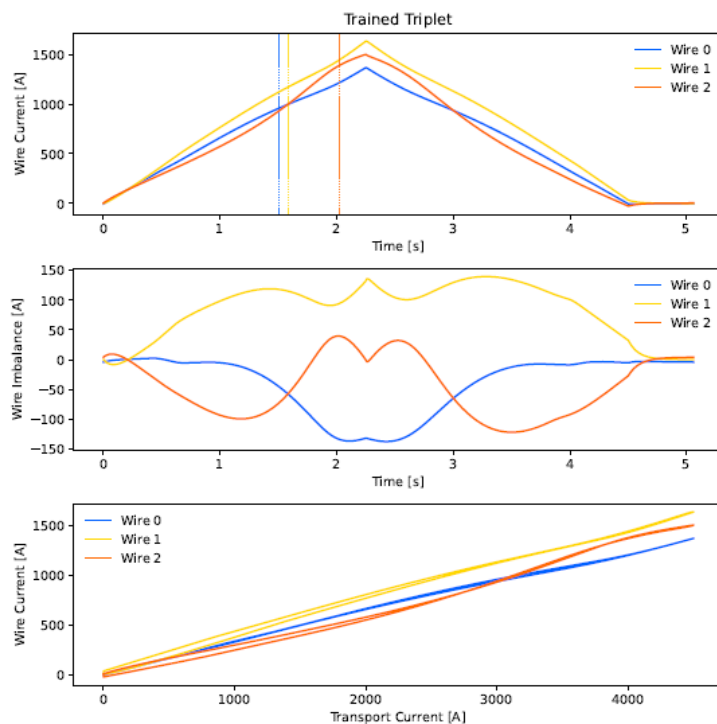 Trained Triplet
Wire Current [A]
1500
1000
500
0
Wire 0
Wire 1
Wire 2
0 1 2 3 4 5
Time [s]
Wire Imbalance [A]
150
100
50
0
−50
−100
−150
Wire 0
Wire 1
Wire 2
0 1 2 3 4 5
Time [s]
Wire Current [A]
1500
1000
500
0
Wire 0
Wire 1
Wire 2
0 1000 2000 3000 4000
Transport Current [A]